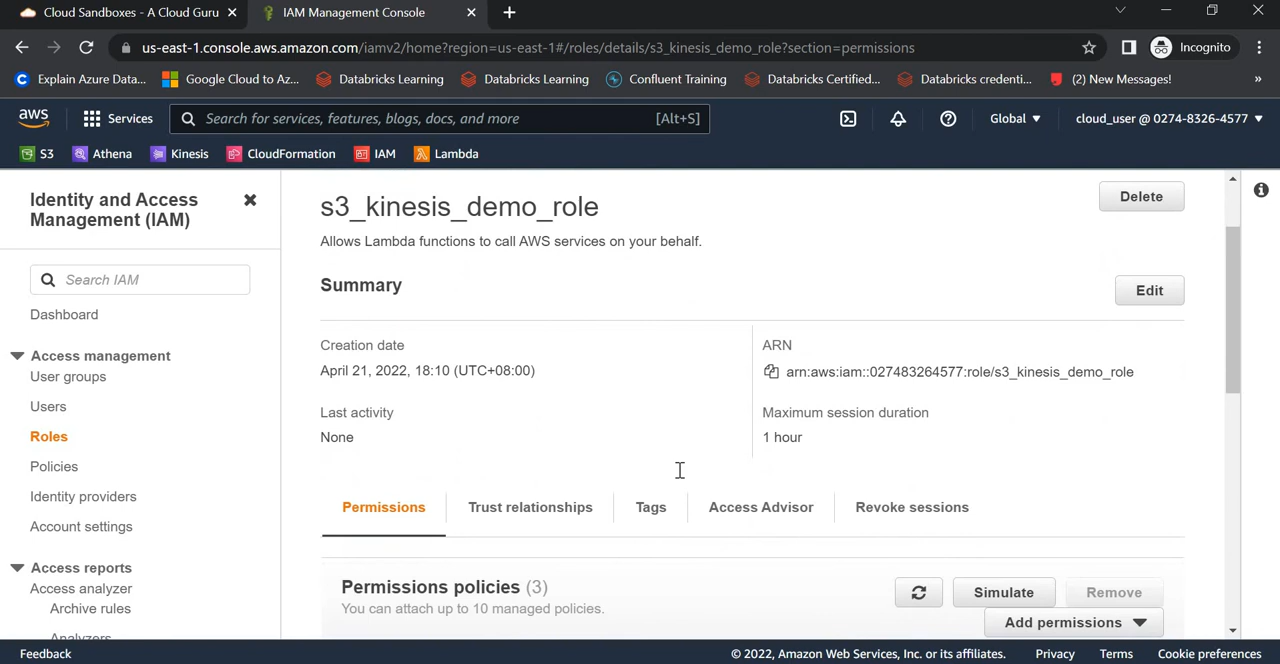 Cloud Sandboxes - A Cloud Guru
IAM Management Console
us-east-1.console.aws.amazon.com/iamv2/home?region=us-east-1#/roles/details/s3_kinesis_demo_role?section=permissions
Incognito
Explain Azure Data...
Google Cloud to Az...
Databricks Learning
Databricks Learning
Confluent Training
Databricks Certified...
Databricks credenti...
(2) New Messages!
»
aws
Services
Search for services, features, blogs, docs, and more
[Alt+S]
Global
cloud_user @ 0274-8326-4577
S3
Athena
Kinesis
CloudFormation
IAM
Lambda
Identity and Access
Management (IAM)
Search IAM
Dashboard
Access management
User groups
Users
Roles
Policies
Identity providers
Account settings
Access reports
Access analyzer
Archive rules
Analyzers
s3_kinesis_demo_role
Delete
Allows Lambda functions to call AWS services on your behalf.
Summary
Edit
Creation date
April 21, 2022, 18:10 (UTC+08:00)
ARN
arn:aws:iam::027483264577:role/s3_kinesis_demo_role
Last activity
None
Maximum session duration
1 hour
Permissions
Trust relationships
Tags
Access Advisor
Revoke sessions
Permissions policies (3)
You can attach up to 10 managed policies.
Simulate
Remove
Add permissions
Feedback
© 2022, Amazon Web Services, Inc. or its affiliates.
Privacy
Terms
Cookie preferences